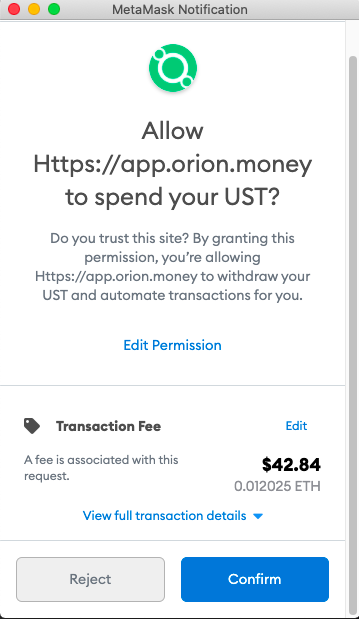 MetaMask Notification
Allow
Https://app.orion.money
to spend your UST?
Do you trust this site? By granting this
permission, you’re allowing
Https://app.orion.money to withdraw your
UST and automate transactions for you.
Edit Permission
Transaction Fee
Edit
A fee is associated with this
request.
$42.84
0.012025 ETH
View full transaction details
Reject
Confirm